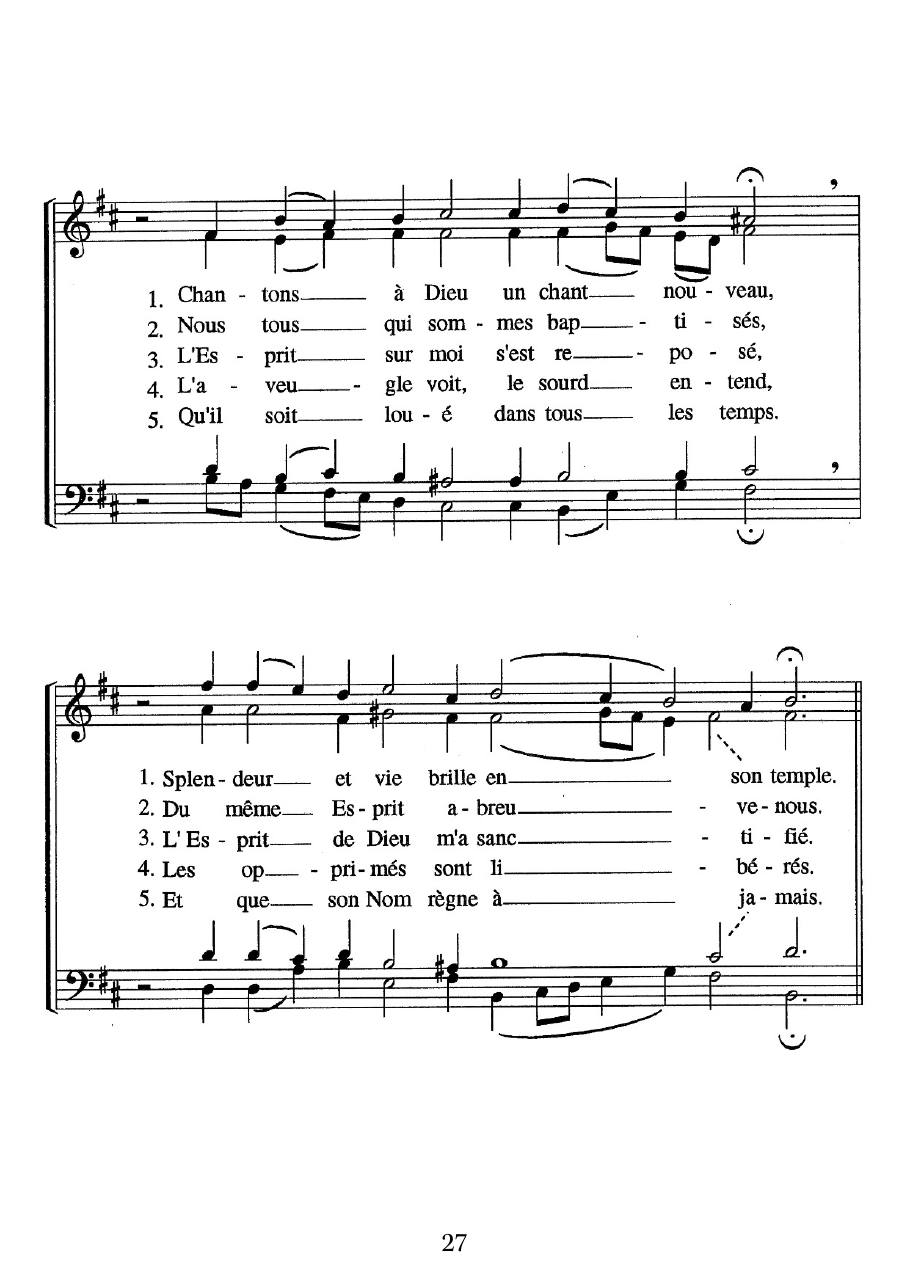 1. Chan - tons à Dieu un chant nou - veau,
2. Nous tous qui som - mes bap - ti - sés,
3. L'Es - prit sur moi s'est re - po - sé,
4. L'a - veu - gle voit, le sourd en - tend,
5. Qu'il soit lou - é dans tous les temps.
1. Splen - deur et vie brille en son temple.
2. Du même Es - prit a - breu - ve - nous.
3. L' Es - prit de Dieu m'a sanc - ti - fié.
4. Les op - pri - més sont li - bé - rés.
5. Et que son Nom règne à ja - mais.
27